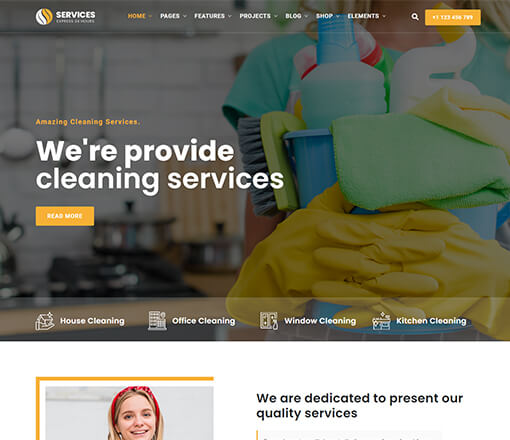 SERVICES
EXPRESS DEVOURS
HOME PAGES FEATURES PROJECTS BLOG SHOP ELEMENTS
+1 123 456 789
Amazing Cleaning Services.
We're provide
cleaning services
READ MORE
House Cleaning Office Cleaning Window Cleaning Kitchen Cleaning
We are dedicated to present our
quality services